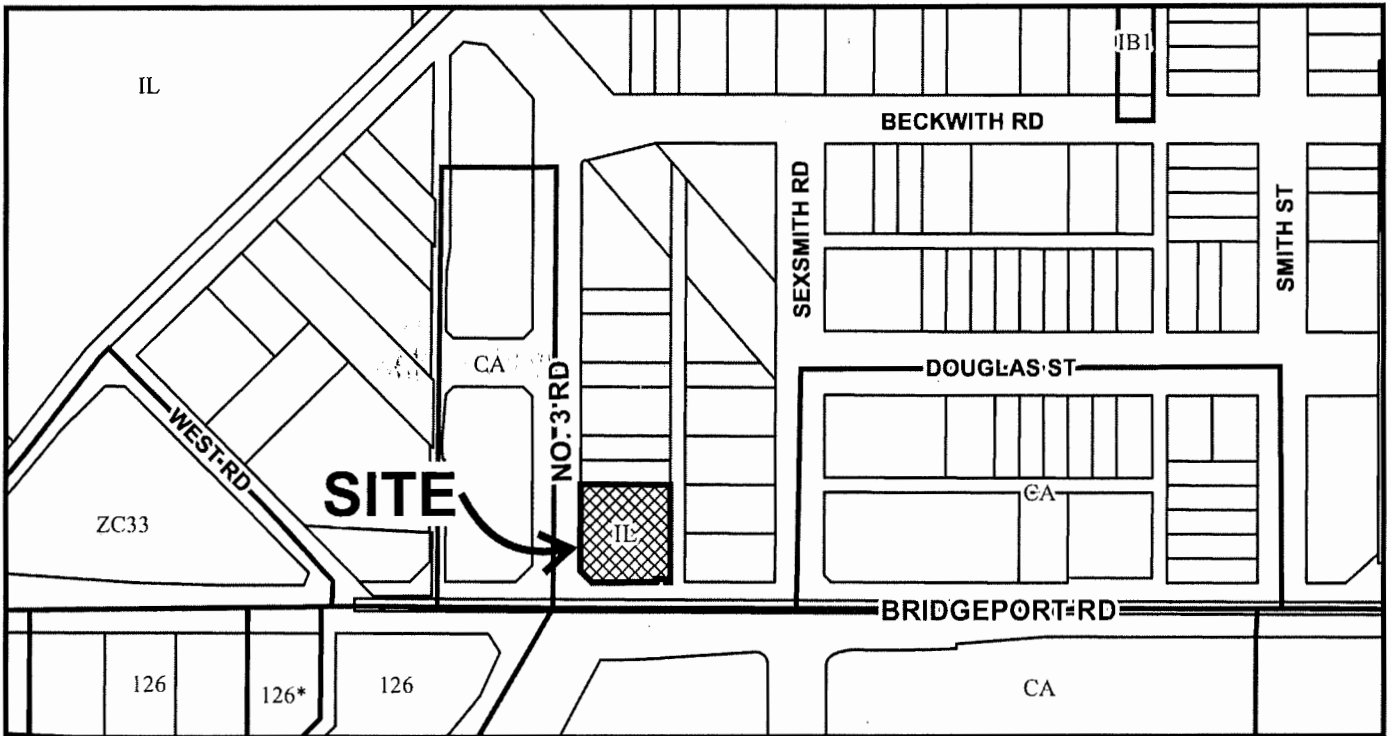 IL
IB1
BECKWITH RD
SEXSMITH RD
SMITH ST
CA
NO. 3 RD
DOUGLAS ST
WEST RD
SITE
ZC33
IL
CA
BRIDGEPORT RD
126
126*
126
CA